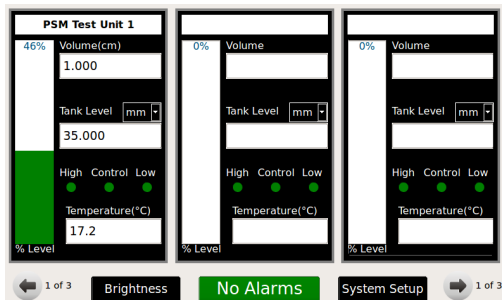 PSM Test Unit 1
46%
Volume(cm)
1.000
Tank Level mm
35.000
High Control Low
Temperature(°C)
17.2
% Level
0%
Volume
Tank Level mm
High Control Low
Temperature(°C)
% Level
0%
Volume
Tank Level mm
High Control Low
Temperature(°C)
% Level
1 of 3
Brightness
No Alarms
System Setup
1 of 3